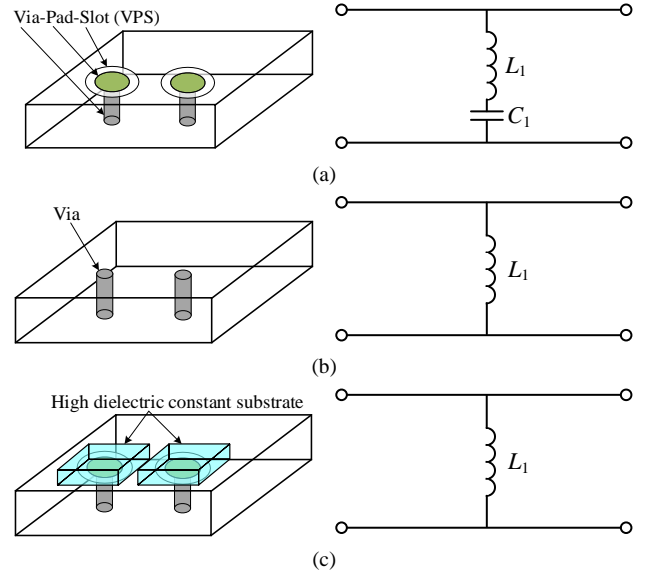 Via-Pad-Slot (VPS)
L1
C1
(a)
Via
L1
(b)
High dielectric constant substrate
L1
(c)